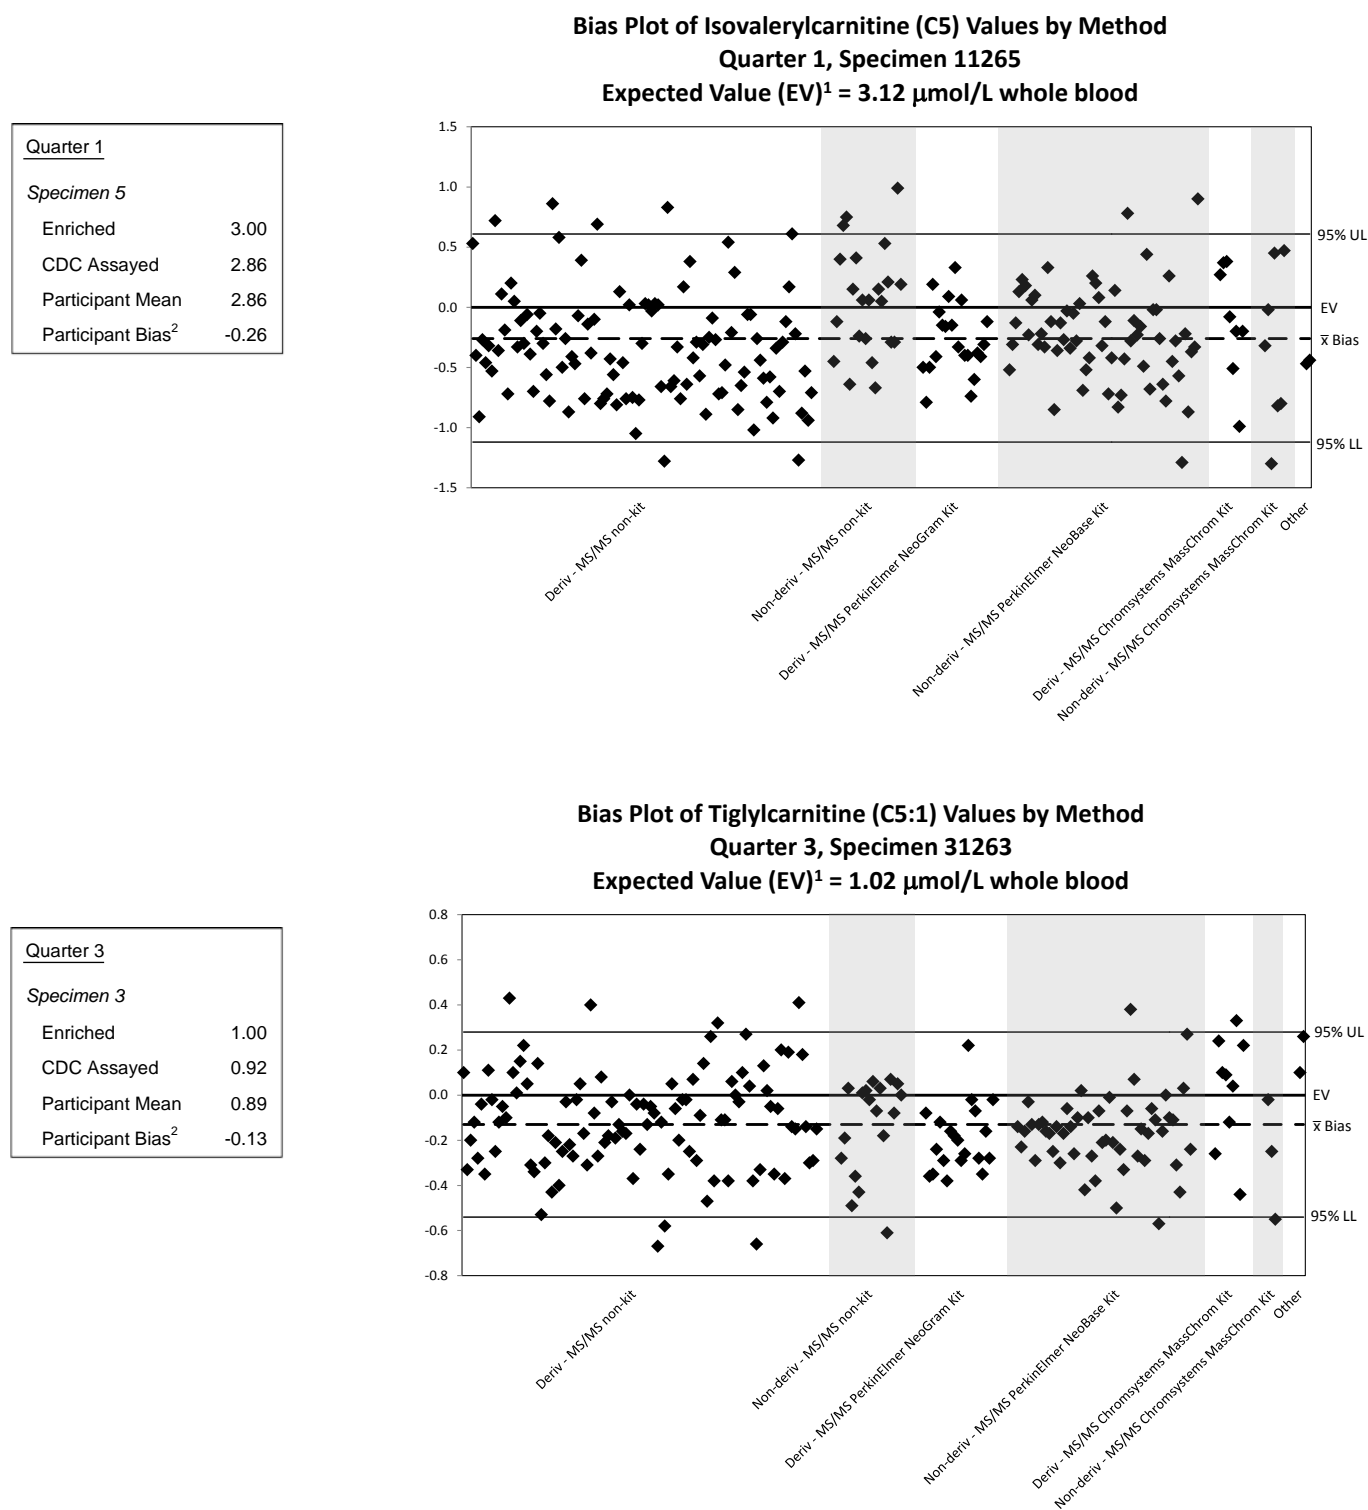 Bias Plot of Isovalerylcarnitine (C5) Values by Method
Quarter 1, Specimen 11265
Expected Value (EV)1 = 3.12 μmol/L whole blood
Quarter 1
Specimen 5
Enriched 3.00
CDC Assayed 2.86
Participant Mean 2.86
Participant Bias2 -0.26
1.5
1.0
0.5
0.0
-0.5
-1.0
-1.5
95% UL
EV
x̅ Bias
95% LL
Deriv - MS/MS non-kit
Non-deriv - MS/MS non-kit
Deriv - MS/MS PerkinElmer NeoGram Kit
Non-deriv - MS/MS PerkinElmer NeoBase Kit
Deriv - MS/MS Chromsystems MassChrom Kit
Non-deriv - MS/MS Chromsystems MassChrom Kit
Other
Bias Plot of Tiglylcarnitine (C5:1) Values by Method
Quarter 3, Specimen 31263
Expected Value (EV)1 = 1.02 μmol/L whole blood
Quarter 3
Specimen 3
Enriched 1.00
CDC Assayed 0.92
Participant Mean 0.89
Participant Bias2 -0.13
0.8
0.6
0.4
0.2
0.0
-0.2
-0.4
-0.6
-0.8
95% UL
EV
x̅ Bias
95% LL
Deriv - MS/MS non-kit
Non-deriv - MS/MS non-kit
Deriv - MS/MS PerkinElmer NeoGram Kit
Non-deriv - MS/MS PerkinElmer NeoBase Kit
Deriv - MS/MS Chromsystems MassChrom Kit
Non-deriv - MS/MS Chromsystems MassChrom Kit
Other